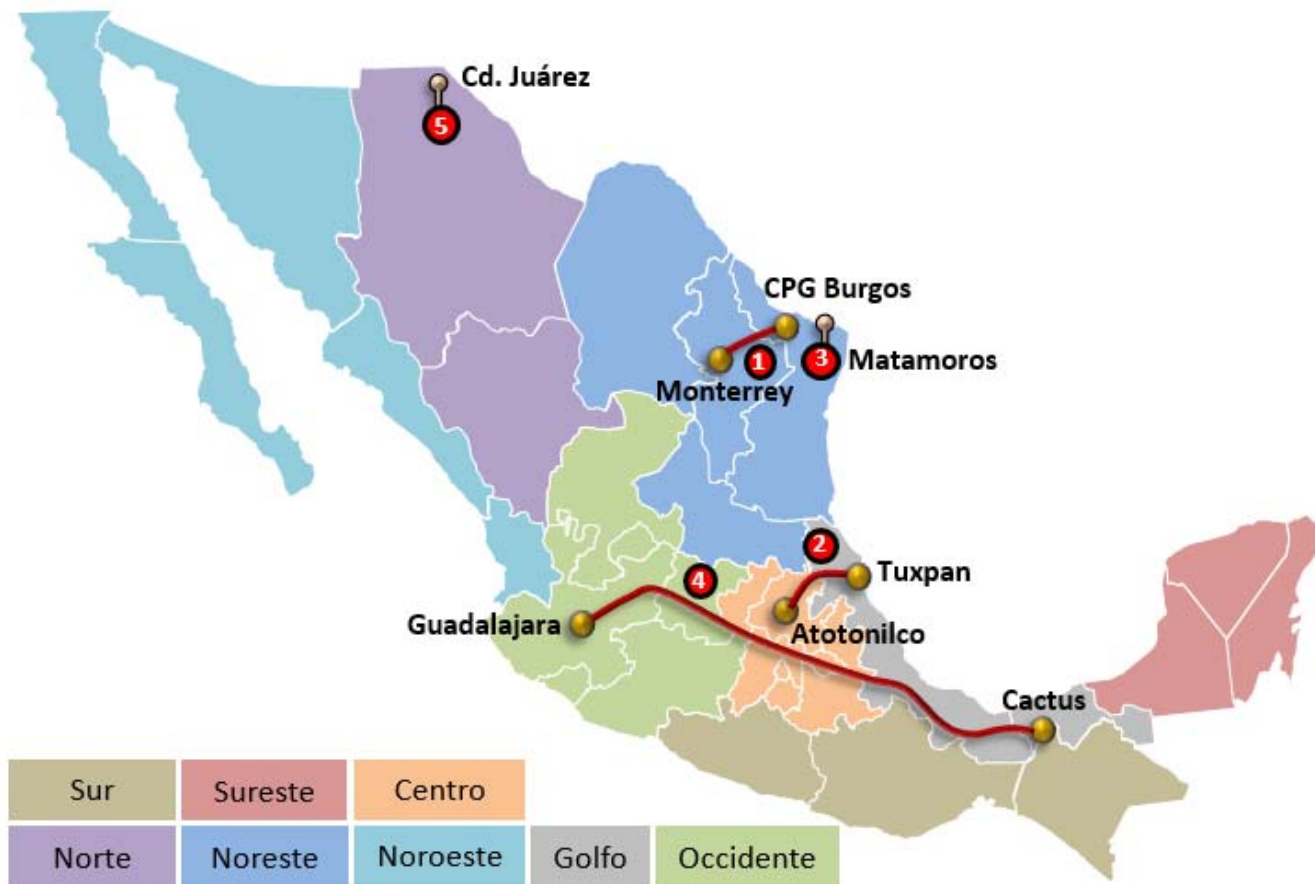 Cd. Juárez
5
CPG Burgos
1
3
Matamoros
Monterrey
2
Tuxpan
4
Guadalajara
Atotonilco
Cactus
Sur
Sureste
Centro
Norte
Noreste
Noroeste
Golfo
Occidente